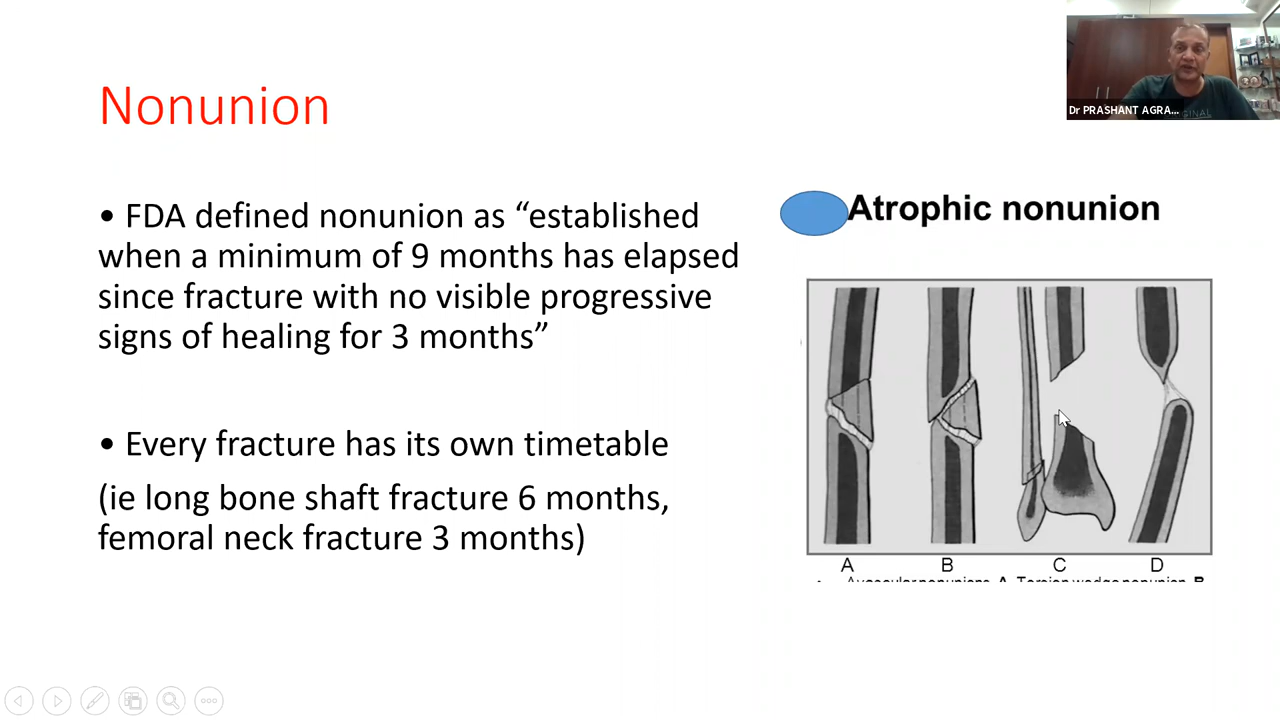 Nonunion
• FDA defined nonunion as “established
when a minimum of 9 months has elapsed
since fracture with no visible progressive
signs of healing for 3 months”
• Every fracture has its own timetable
(ie long bone shaft fracture 6 months,
femoral neck fracture 3 months)
Dr PRASHANT AGRA...
GINAL
Atrophic nonunion
A B C D
Avascular nonunions A Torsion wedge nonunion B